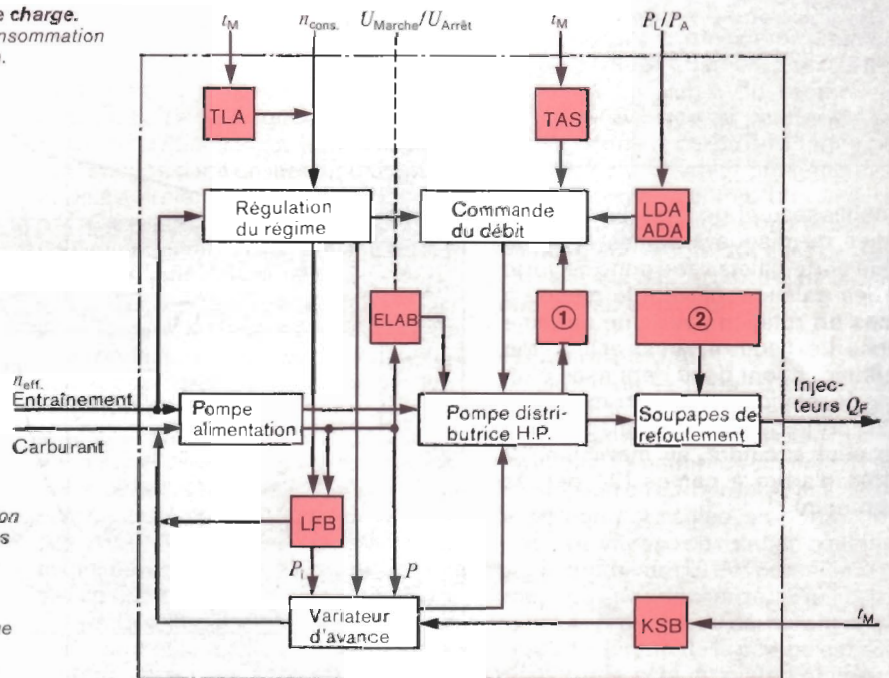 e charge.
nsommation
).
t_M
n_cons.
U_Marche/U_Arrêt
t_M
P_L/P_A
TLA
TAS
Régulation
du régime
Commande
du débit
LDA
ADA
ELAB
①
②
n_eff.
Entraînement
Carburant
Pompe
alimentation
Pompe distri-
butrice H.P.
Soupapes de
refoulement
Injec-
teurs Q_F
on
s
LFB
P_i
P
Variateur
d'avance
KSB
t_M
ge